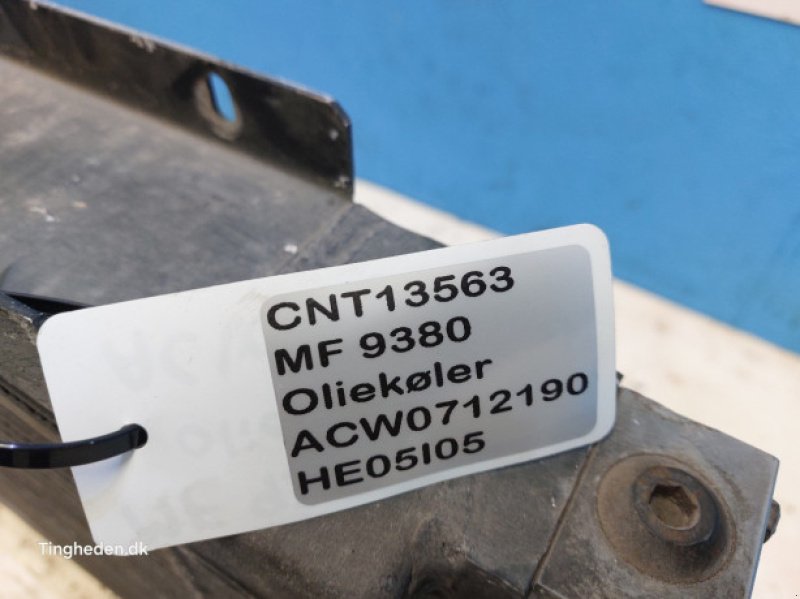 CNT13563
MF 9380
Oliekøler
ACW0712190
HE05I05
Tingheden.dk